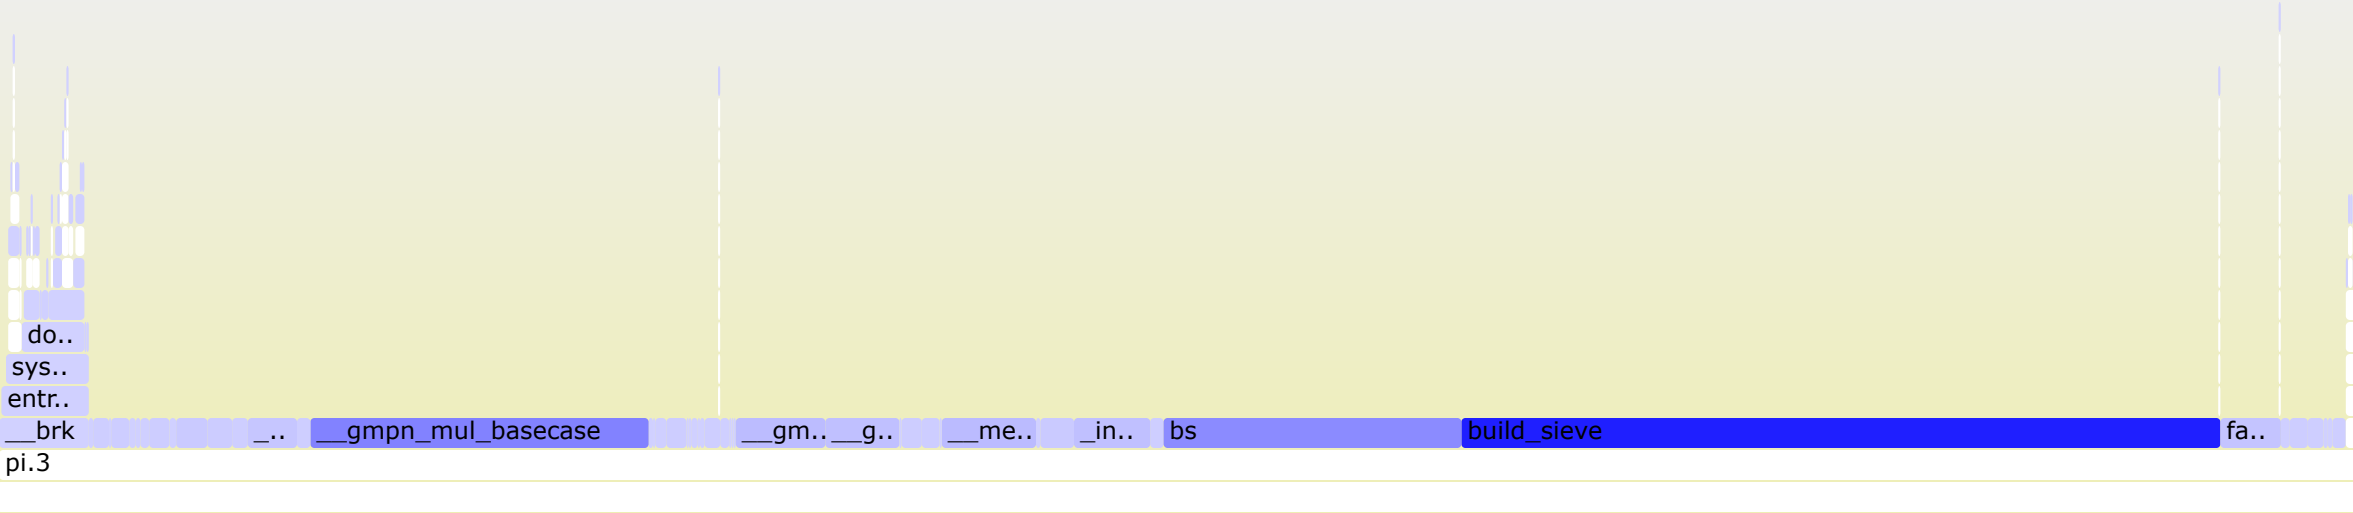 do..
sys..
entr..
__brk _.. __gmpn_mul_basecase __gm.. __g.. __me.. _in.. bs build_sieve fa..
pi.3